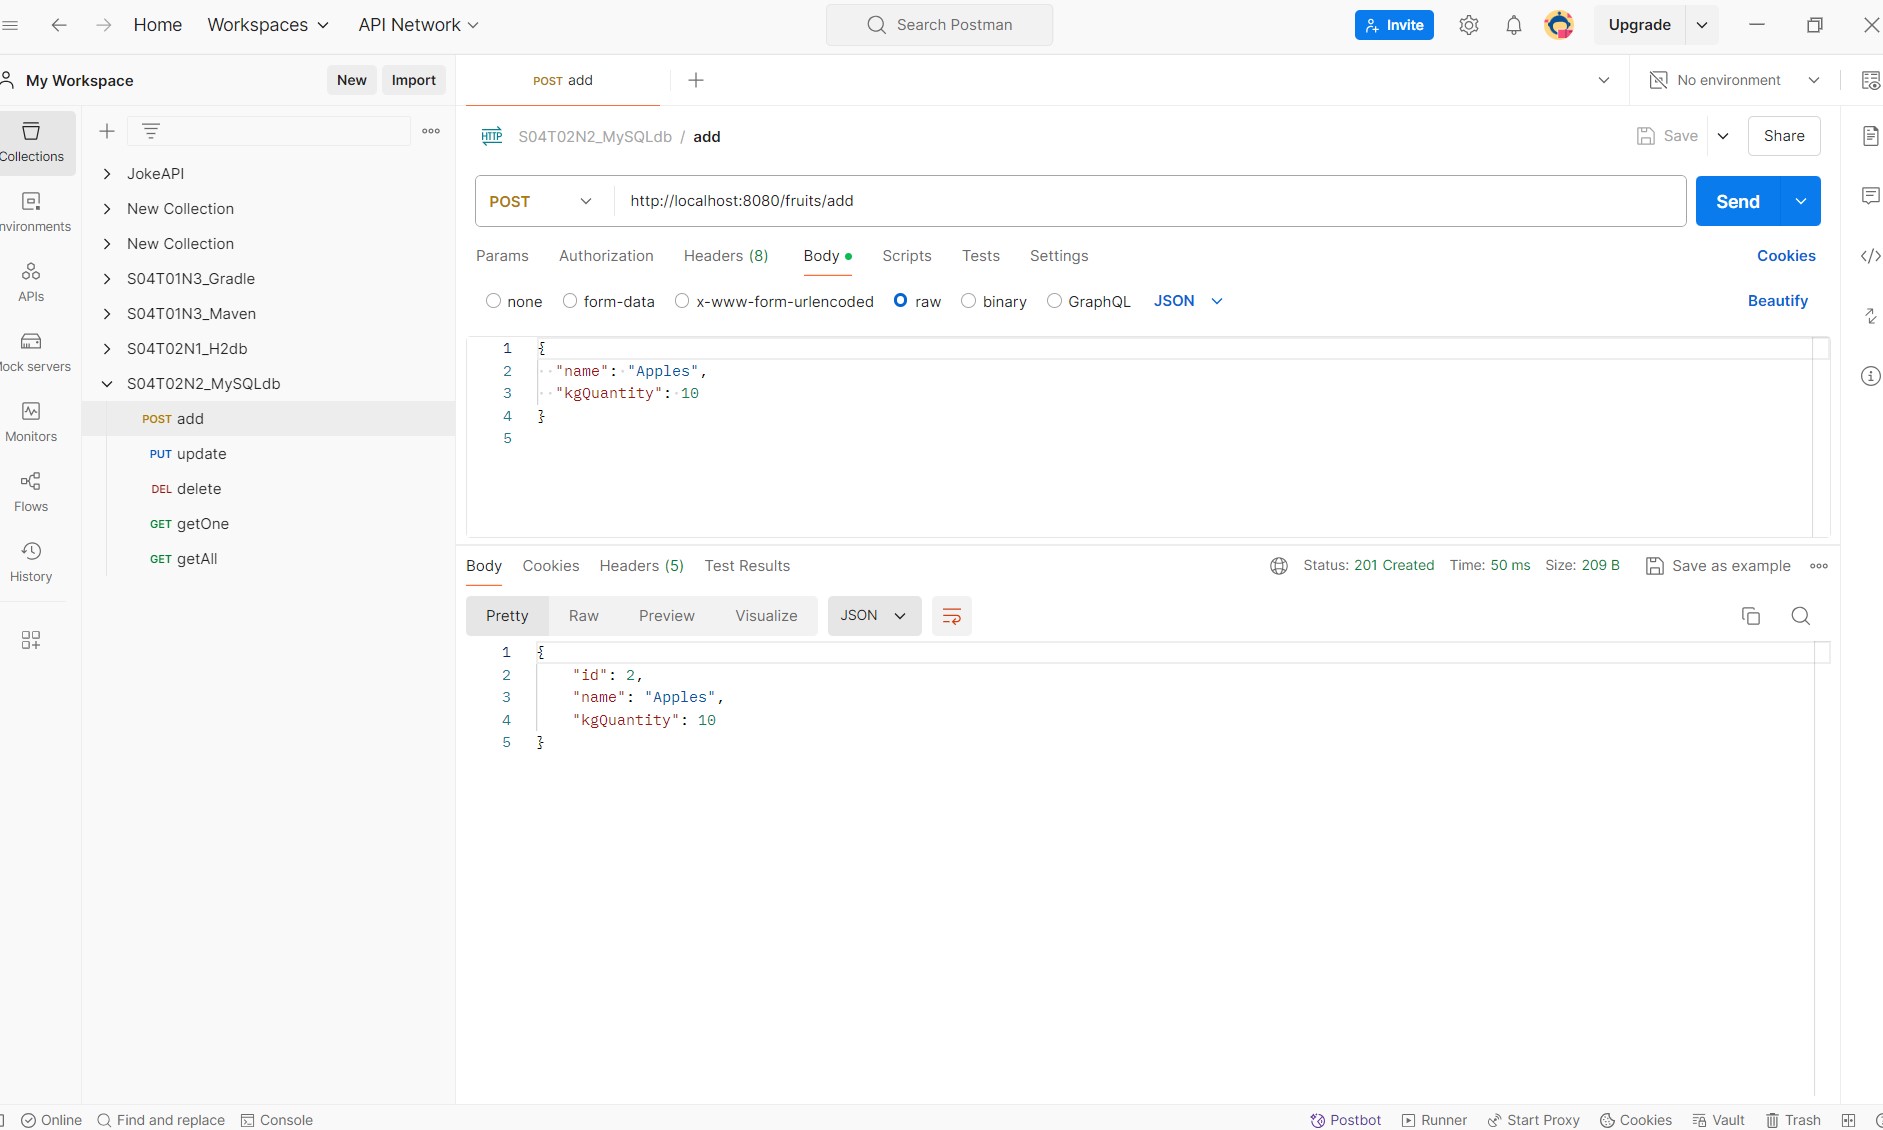 Home Workspaces API Network Search Postman Invite Upgrade
My Workspace New Import POST add No environment
Collections
nvironments
APIs
lock servers
Monitors
Flows
History
JokeAPI
New Collection
New Collection
S04T01N3_Gradle
S04T01N3_Maven
S04T02N1_H2db
S04T02N2_MySQLdb
POST add
PUT update
DEL delete
GET getOne
GET getAll
HTTP S04T02N2_MySQLdb / add Save Share
POST http://localhost:8080/fruits/add Send
Params Authorization Headers (8) Body Scripts Tests Settings Cookies
none form-data x-www-form-urlencoded raw binary GraphQL JSON Beautify
1 {
2 "name": "Apples",
3 "kgQuantity": 10
4 }
5
Body Cookies Headers (5) Test Results Status: 201 Created Time: 50 ms Size: 209 B Save as example
Pretty Raw Preview Visualize JSON
1 {
2 "id": 2,
3 "name": "Apples",
4 "kgQuantity": 10
5 }
Online Find and replace Console Postbot Runner Start Proxy Cookies Vault Trash